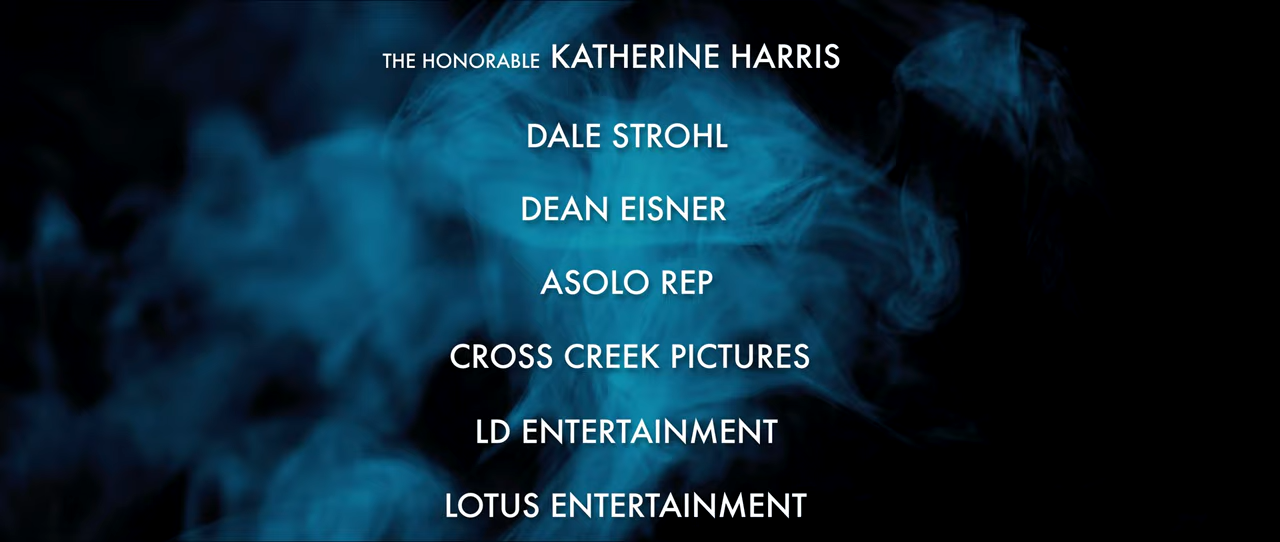 THE HONORABLE KATHERINE HARRIS
DALE STROHL
DEAN EISNER
ASOLO REP
CROSS CREEK PICTURES
LD ENTERTAINMENT
LOTUS ENTERTAINMENT